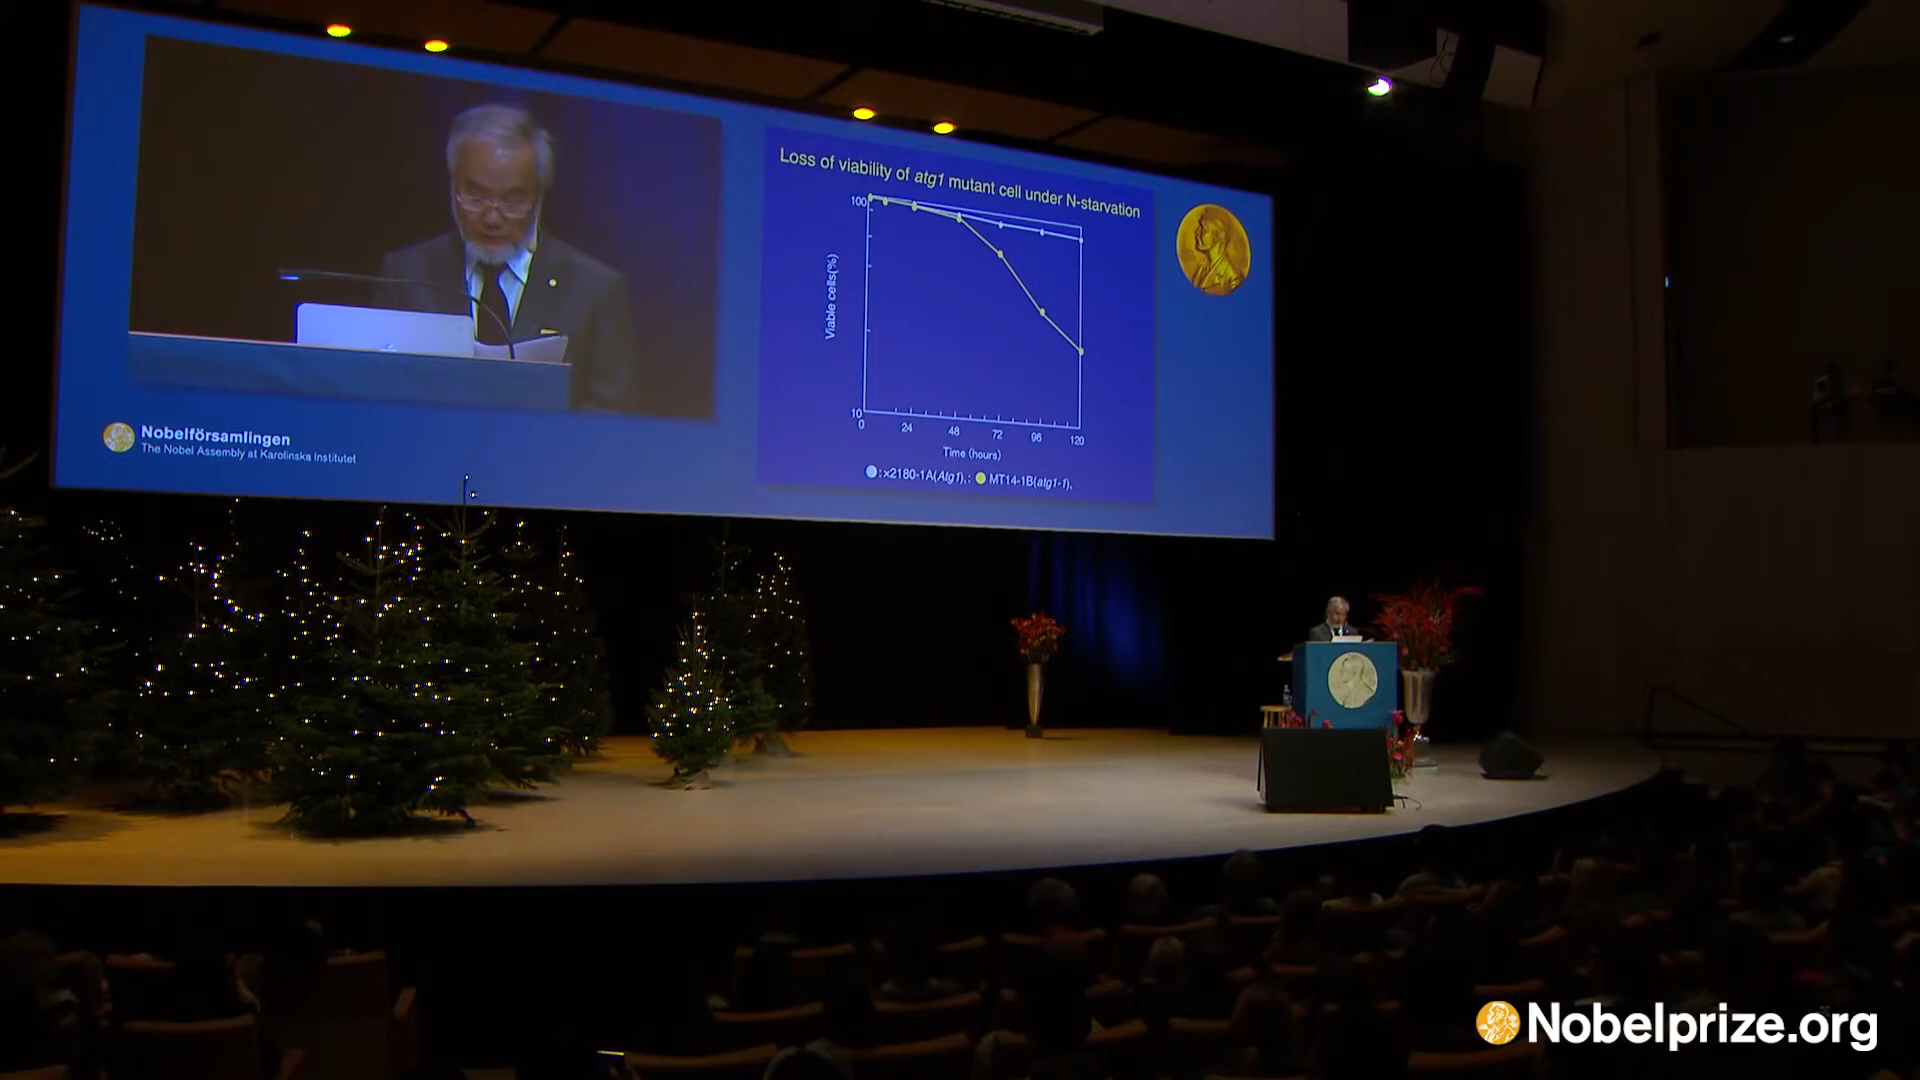 Loss of viability of atg1 mutant cell under N-starvation
100
Viable cells(%)
10
0 24 48 72 96 120
Time (hours)
:x2180-1A(Atg1),: MT14-1B(atg1-1),
Nobelförsamlingen
The Nobel Assembly at Karolinska Institutet
Nobelprize.org